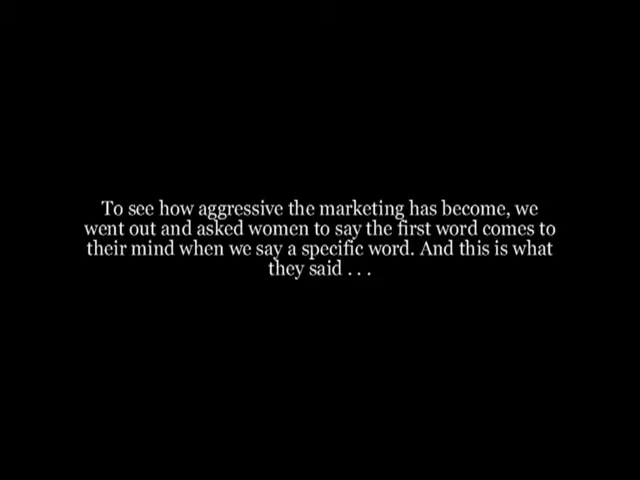 To see how aggressive the marketing has become, we
went out and asked women to say the first word comes to
their mind when we say a specific word. And this is what
they said . . .